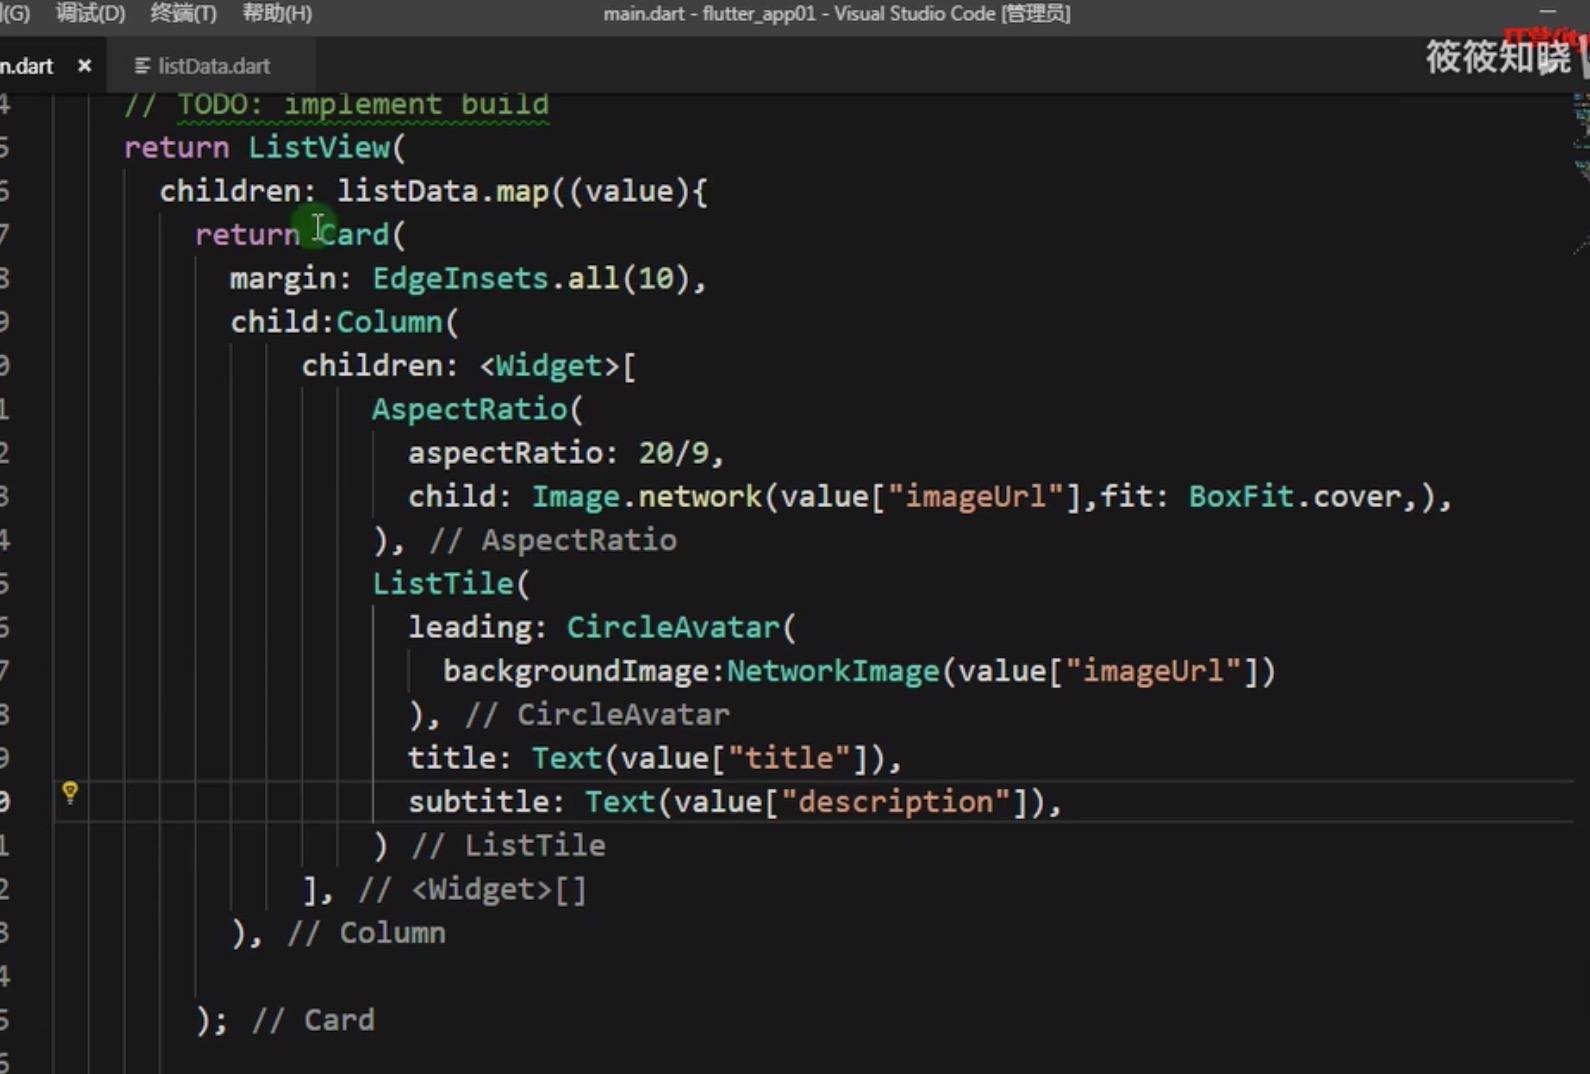 (G) 调试(D) 终端(T) 帮助(H) main.dart - flutter_app01 - Visual Studio Code [管理员]
n.dart × listData.dart
筱筱知晓
4 // TODO: implement build
5 return ListView(
6 children: listData.map((value){
7 return Card(
8 margin: EdgeInsets.all(10),
9 child:Column(
0 children: <Widget>[
1 AspectRatio(
2 aspectRatio: 20/9,
3 child: Image.network(value["imageUrl"],fit: BoxFit.cover,),
4 ), // AspectRatio
5 ListTile(
6 leading: CircleAvatar(
7 backgroundImage:NetworkImage(value["imageUrl"])
8 ), // CircleAvatar
9 title: Text(value["title"]),
0 subtitle: Text(value["description"]),
1 ) // ListTile
2 ], // <Widget>[]
3 ), // Column
4
5 ); // Card
6